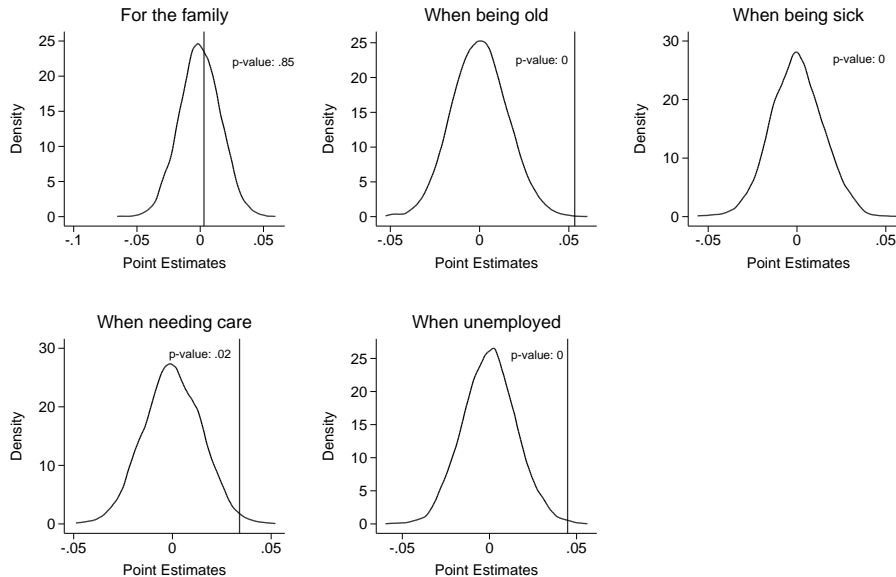 For the family
When being old
When being sick
25
20
15
10
5
0
Density
p-value: .85
-.1
-.05
0
.05
Point Estimates
25
20
15
10
5
0
Density
p-value: 0
-.05
0
.05
Point Estimates
30
20
10
0
Density
p-value: 0
-.05
0
.05
Point Estimates
When needing care
When unemployed
30
20
10
0
Density
p-value: .02
-.05
0
.05
Point Estimates
25
20
15
10
5
0
Density
p-value: 0
-.05
0
.05
Point Estimates